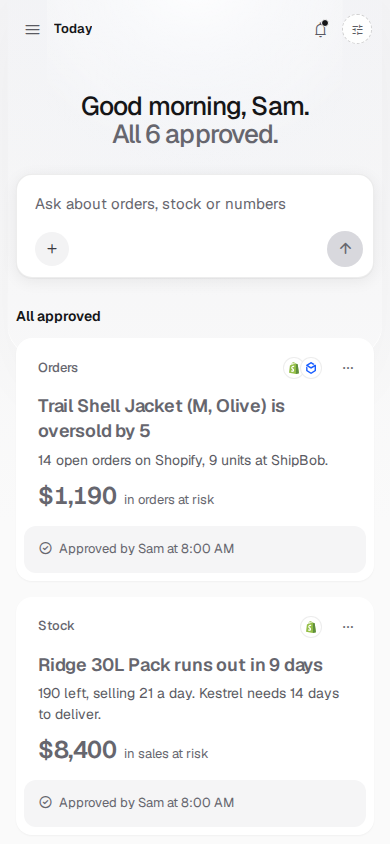 Today
Good morning, Sam.
All 6 approved.
Ask about orders, stock or numbers
All approved
Orders
Trail Shell Jacket (M, Olive) is
oversold by 5
14 open orders on Shopify, 9 units at ShipBob.
$1,190 in orders at risk
Approved by Sam at 8:00 AM
Stock
Ridge 30L Pack runs out in 9 days
190 left, selling 21 a day. Kestrel needs 14 days
to deliver.
$8,400 in sales at risk
Approved by Sam at 8:00 AM